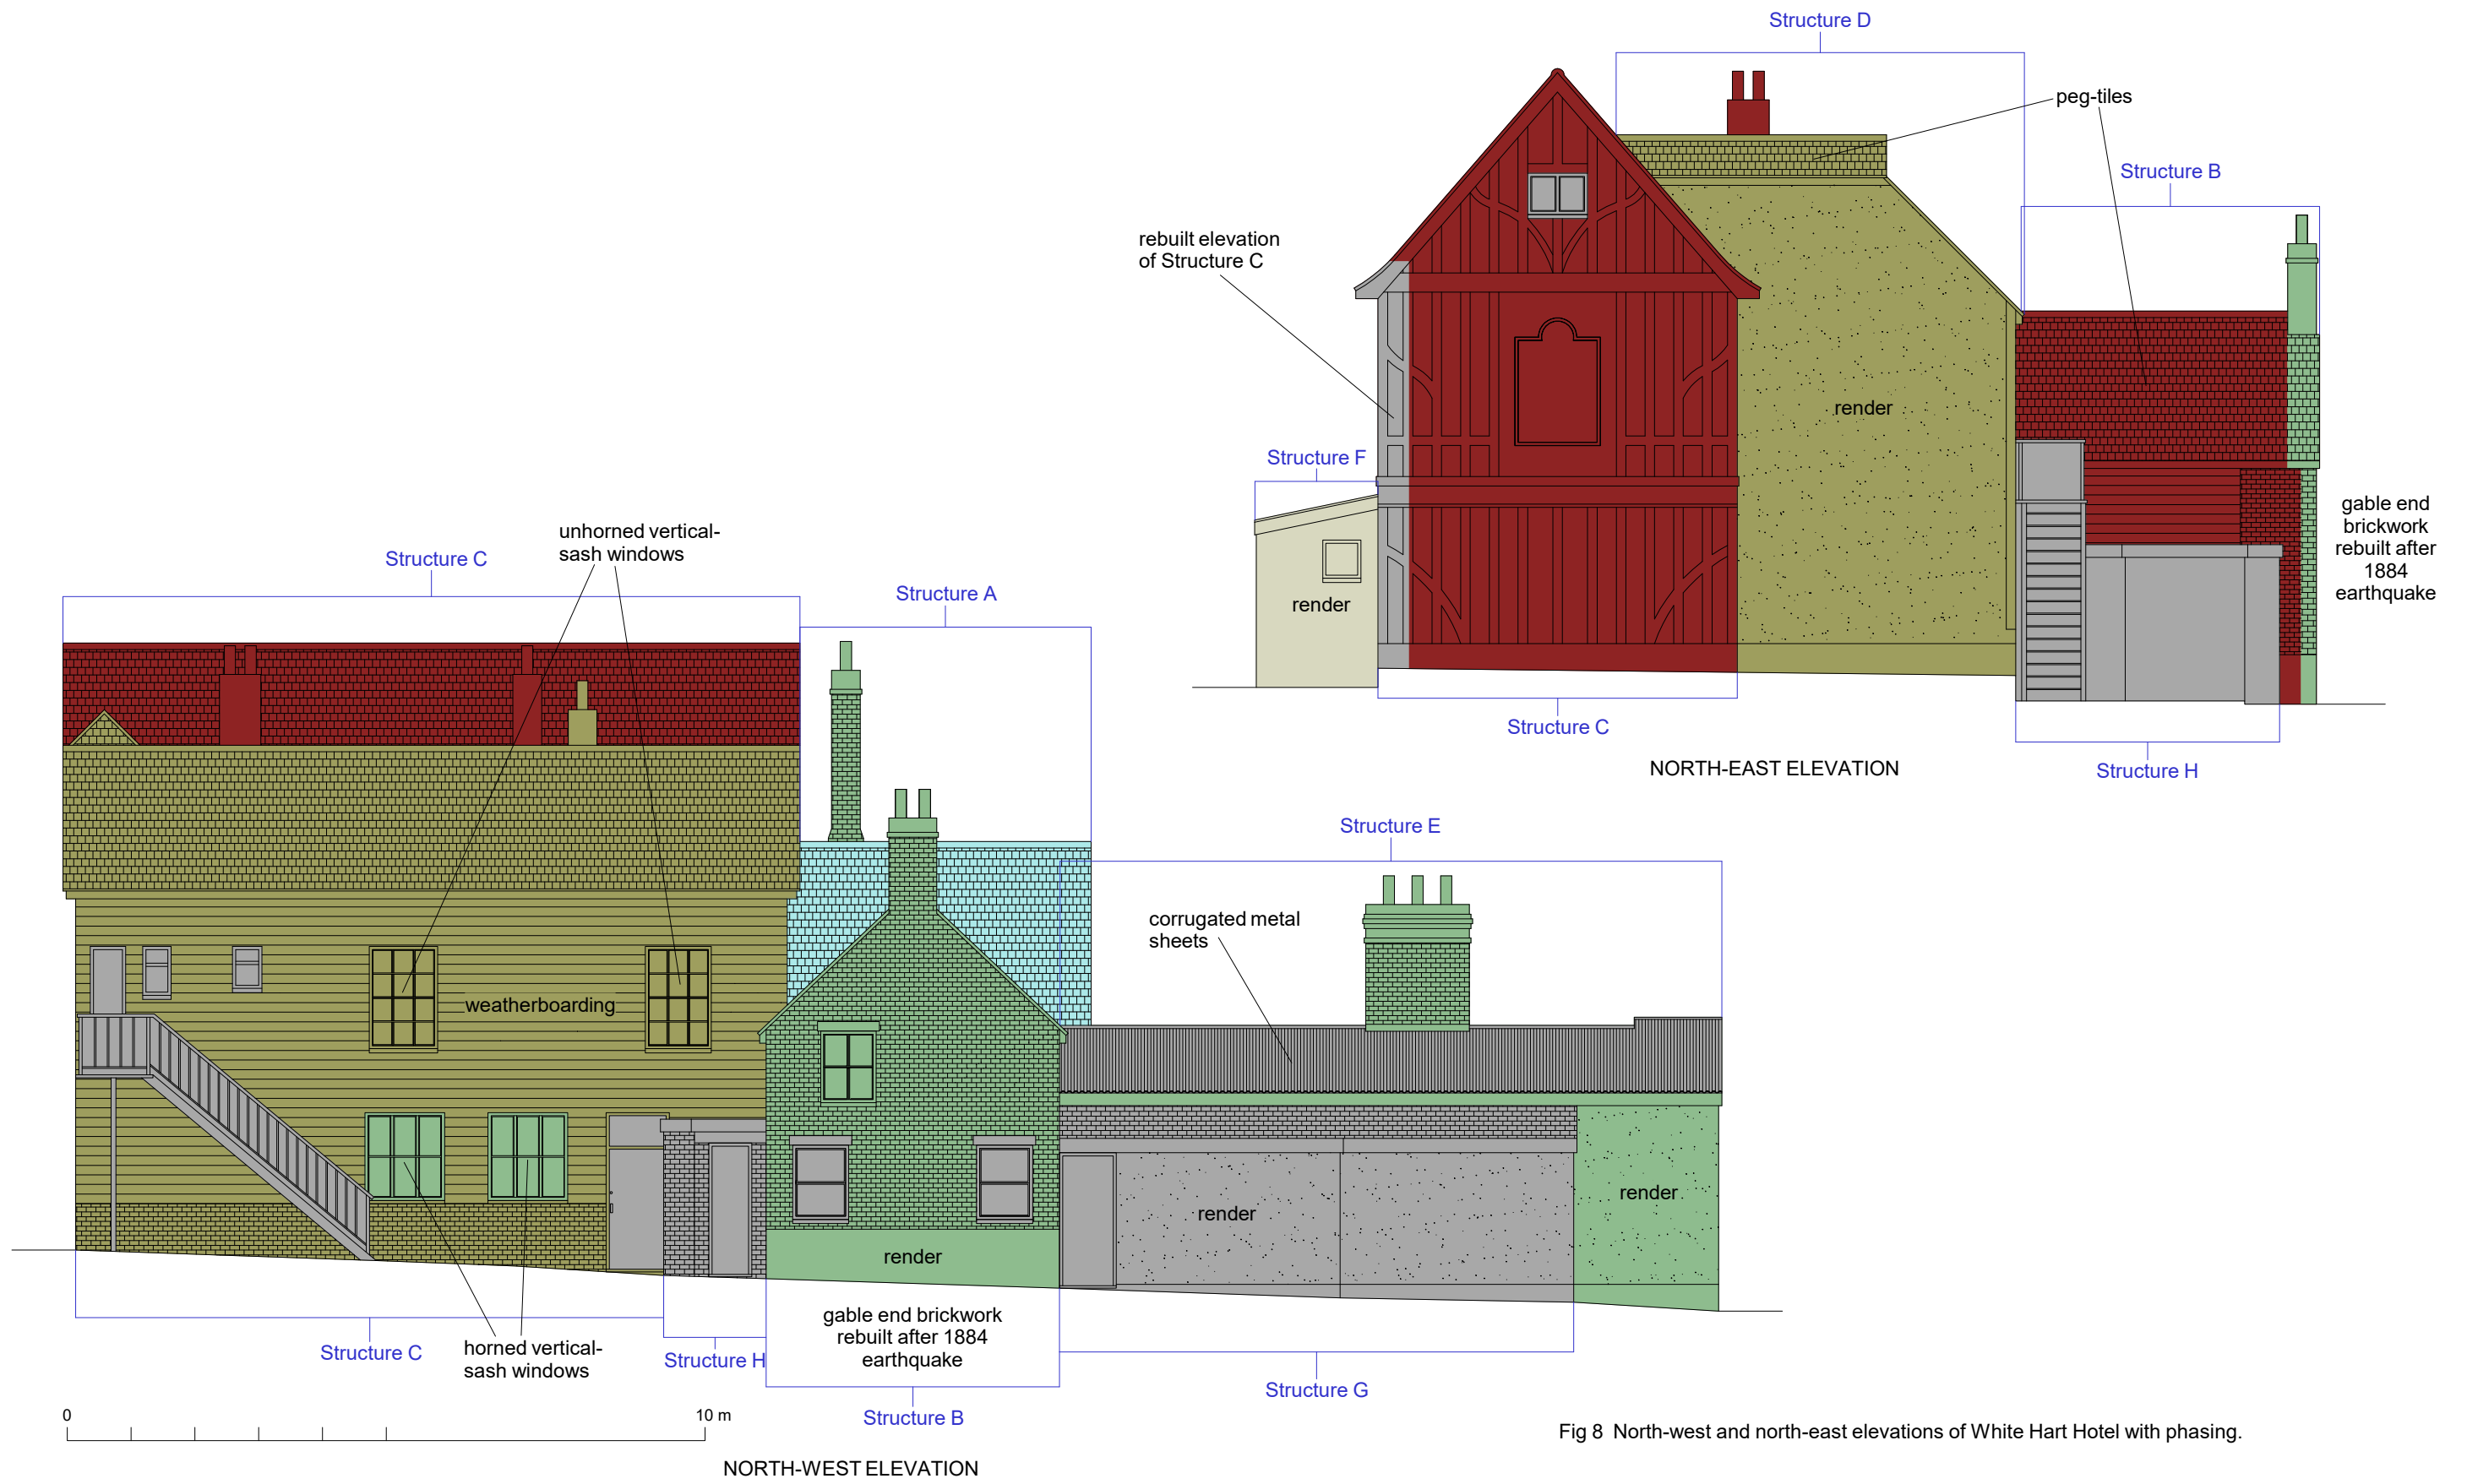 Structure D
peg-tiles
Structure B
rebuilt elevation
of Structure C
render
Structure F
render
gable end
brickwork
rebuilt after
1884
earthquake
Structure C
Structure H
NORTH-EAST ELEVATION
unhorned vertical-
sash windows
Structure C
Structure A
Structure E
corrugated metal
sheets
weatherboarding
render
render
render
gable end brickwork
rebuilt after 1884
earthquake
Structure C
horned vertical-
sash windows
Structure H
Structure G
Structure B
0
10 m
NORTH-WEST ELEVATION
Fig 8 North-west and north-east elevations of White Hart Hotel with phasing.